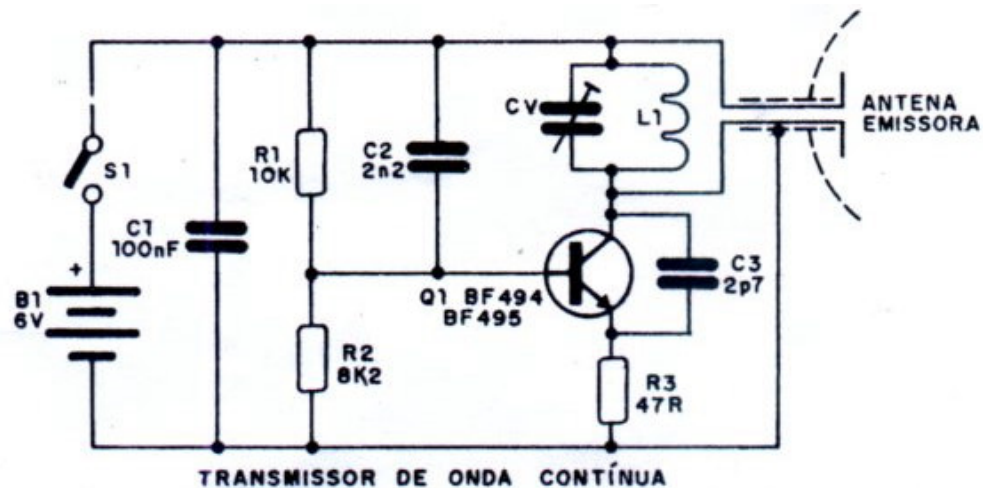 S1
+
B1
6V
C1
100nF
R1
10K
C2
2n2
R2
8K2
CV
L1
Q1 BF494
BF495
C3
2p7
R3
47R
ANTENA
EMISSORA
TRANSMISSOR DE ONDA CONTÍNUA